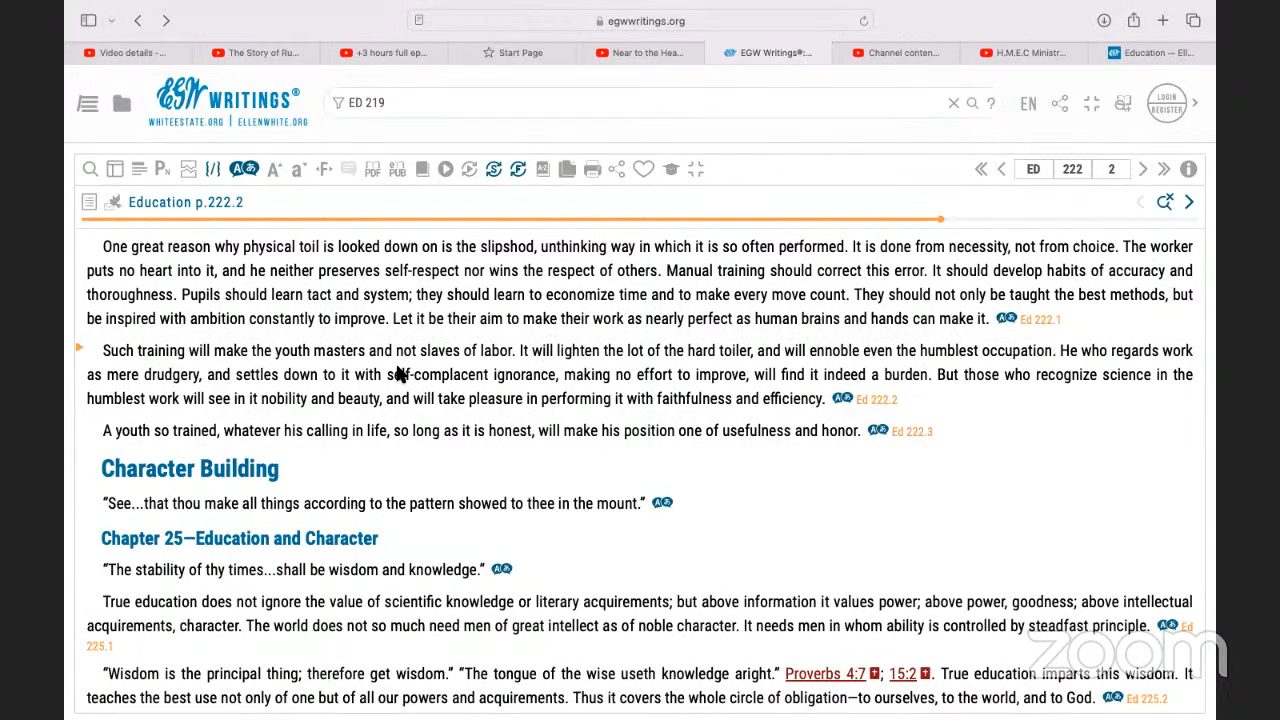 egwwritings.org
Video details -...
The Story of Ru...
+3 hours full ep...
Start Page
Near to the Hea...
EGW Writings®:...
Channel conten...
H.M.E.C Ministr...
Education — Ell...
EGW WRITINGS®
WHITEESTATE.ORG | ELLENWHITE.ORG
ED 219
EN
LOGIN
REGISTER
ED 222 2
Education p.222.2
One great reason why physical toil is looked down on is the slipshod, unthinking way in which it is so often performed. It is done from necessity, not from choice. The worker
puts no heart into it, and he neither preserves self-respect nor wins the respect of others. Manual training should correct this error. It should develop habits of accuracy and
thoroughness. Pupils should learn tact and system; they should learn to economize time and to make every move count. They should not only be taught the best methods, but
be inspired with ambition constantly to improve. Let it be their aim to make their work as nearly perfect as human brains and hands can make it. Ed 222.1
Such training will make the youth masters and not slaves of labor. It will lighten the lot of the hard toiler, and will ennoble even the humblest occupation. He who regards work
as mere drudgery, and settles down to it with self-complacent ignorance, making no effort to improve, will find it indeed a burden. But those who recognize science in the
humblest work will see in it nobility and beauty, and will take pleasure in performing it with faithfulness and efficiency. Ed 222.2
A youth so trained, whatever his calling in life, so long as it is honest, will make his position one of usefulness and honor. Ed 222.3
Character Building
“See...that thou make all things according to the pattern showed to thee in the mount.”
Chapter 25—Education and Character
“The stability of thy times...shall be wisdom and knowledge.”
True education does not ignore the value of scientific knowledge or literary acquirements; but above information it values power; above power, goodness; above intellectual
acquirements, character. The world does not so much need men of great intellect as of noble character. It needs men in whom ability is controlled by steadfast principle. Ed
225.1
“Wisdom is the principal thing; therefore get wisdom.” “The tongue of the wise useth knowledge aright.” Proverbs 4:7; 15:2. True education imparts this wisdom. It
teaches the best use not only of one but of all our powers and acquirements. Thus it covers the whole circle of obligation—to ourselves, to the world, and to God. Ed 225.2
zoom